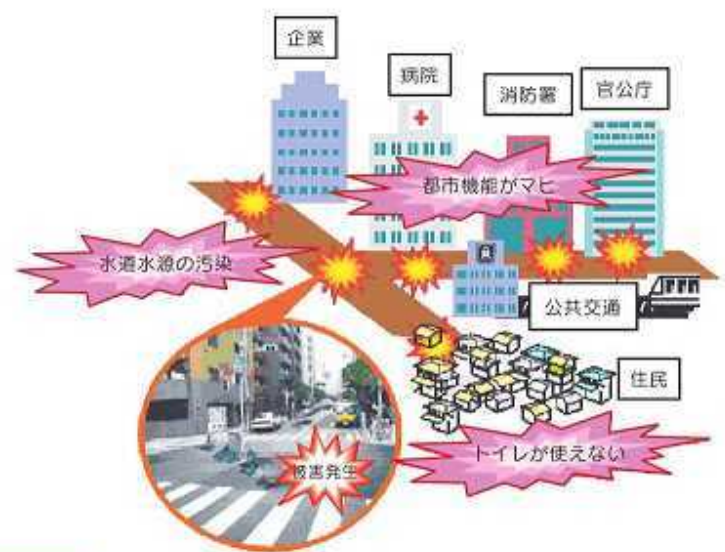 企業
病院
消防署
官公庁
都市機能がマヒ
水道水源の汚染
公共交通
住民
トイレが使えない
被害発生